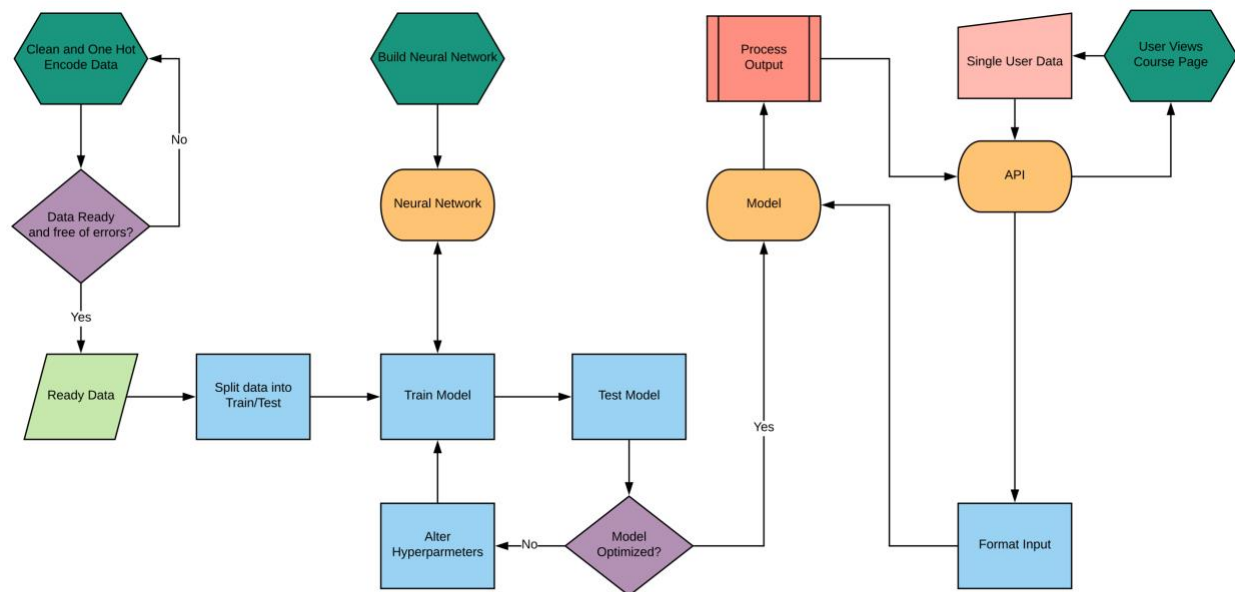 Clean and One Hot
Encode Data
No
Data Ready
and free of errors?
Yes
Ready Data
Split data into
Train/Test
Build Neural Network
Neural Network
Train Model
Test Model
Alter
Hyperparmeters
No
Model
Optimized?
Yes
Process
Output
Model
Single User Data
User Views
Course Page
API
Format Input